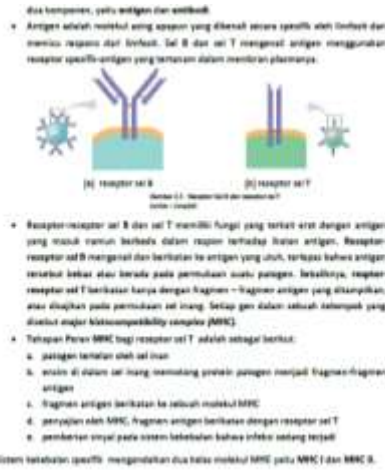 dua komponen, yaitu antigen dan antibodi.
• Antigen adalah molekul asing apapun yang dikenali secara spesifik oleh limfosit dan
memicu respons dari limfosit. Sel B dan sel T mengenali antigen menggunakan
reseptor spesifik-antigen yang tertanam dalam membran plasmanya.
(a) reseptor sel B
(b) reseptor sel T
• Reseptor-reseptor sel B dan sel T memiliki fungsi yang terkait erat dengan antigen
yang masuk namun berbeda dalam respon terhadap ikatan antigen. Reseptor
reseptor sel B mengenali dan berikatan ke antigen yang utuh, terlepas bahwa antigen
tersebut bebas atau berada pada permukaan suatu patogen. Sebaliknya, reseptor
reseptor sel T berikatan hanya dengan fragmen – fragmen antigen yang ditampilkan,
atau disajikan pada permukaan sel inang. Setiap gen dalam sebuah kelompok yang
disebut major histocompatibility complex (MHC).
• Tahapan Peran MHC bagi reseptor sel T adalah sebagai berikut:
a. patogen tertelan oleh sel inan
b. enzim di dalam sel inang memotong protein patogen menjadi fragmen-fragmen
antigen
c. fragmen antigen berikatan ke sebuah molekul MHC
d. penyajian oleh MHC, fragmen antigen berikatan dengan reseptor sel T
e. pemberian sinyal pada sistem kekebalan bahwa infeksi sedang terjadi
istem kekebalan spesifik mengandalkan dua kelas molekul MHC yaitu MHC I dan MHC II.